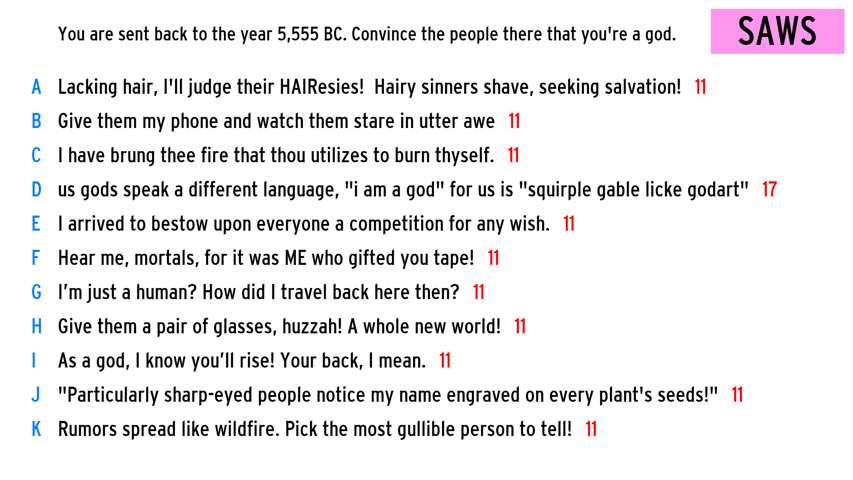 You are sent back to the year 5,555 BC. Convince the people there that you're a god.
SAWS
A Lacking hair, I'll judge their HAIResies! Hairy sinners shave, seeking salvation! 11
B Give them my phone and watch them stare in utter awe 11
C I have brung thee fire that thou utilizes to burn thyself. 11
D us gods speak a different language, "i am a god" for us is "squirple gable licke godart" 17
E I arrived to bestow upon everyone a competition for any wish. 11
F Hear me, mortals, for it was ME who gifted you tape! 11
G I’m just a human? How did I travel back here then? 11
H Give them a pair of glasses, huzzah! A whole new world! 11
I As a god, I know you’ll rise! Your back, I mean. 11
J "Particularly sharp-eyed people notice my name engraved on every plant's seeds!" 11
K Rumors spread like wildfire. Pick the most gullible person to tell! 11